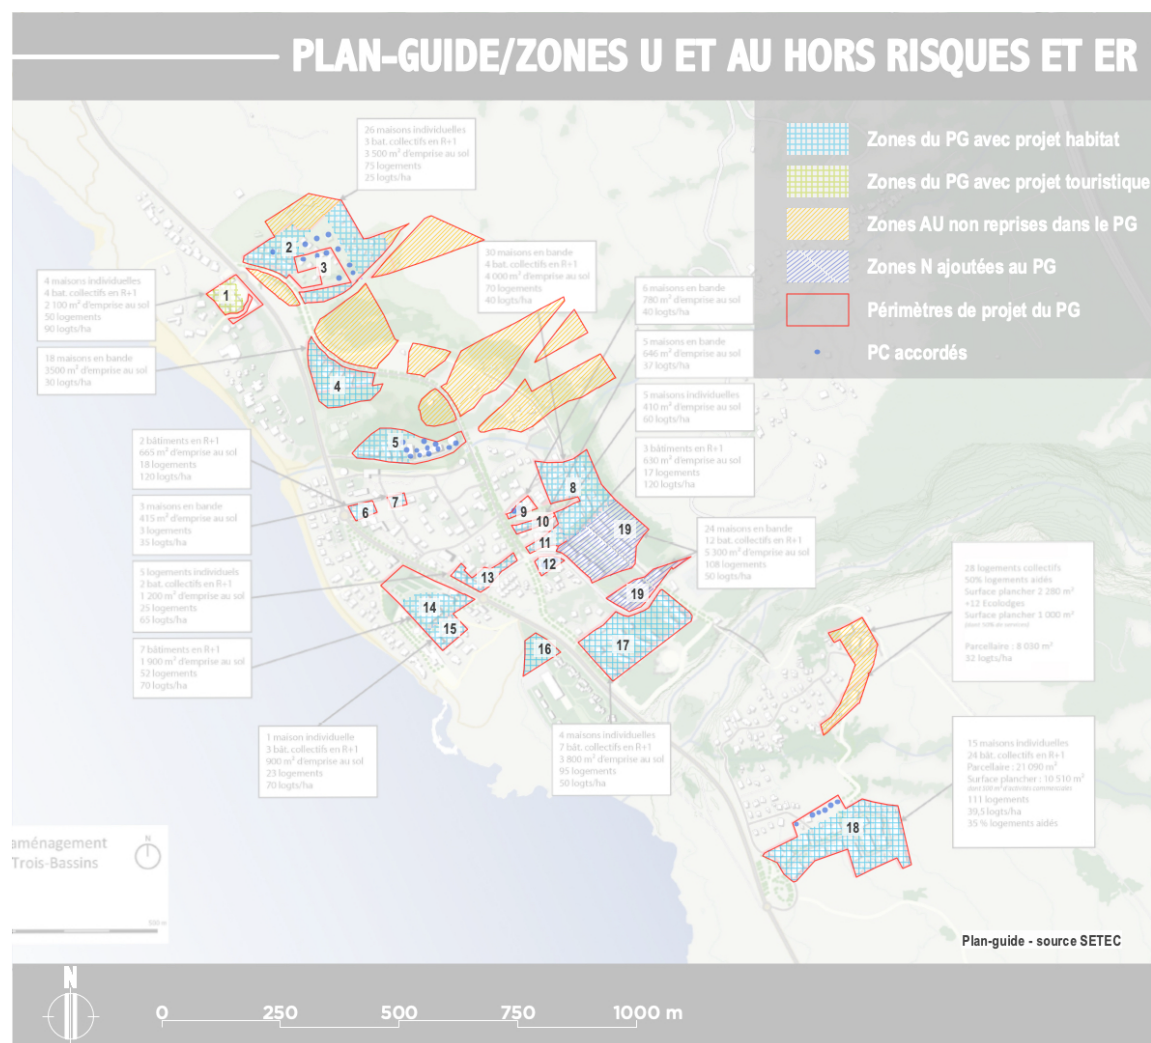 PLAN-GUIDE/ZONES U ET AU HORS RISQUES ET ER
Zones du PG avec projet habitat
Zones du PG avec projet touristique
Zones AU non reprises dans le PG
Zones N ajoutées au PG
Périmètres de projet du PG
PC accordés
26 maisons individuelles
3 bat. collectifs en R+1
3 500 m² d'emprise au sol
75 logements
25 logts/ha
30 maisons en bande
4 bat. collectifs en R+1
4 000 m² d'emprise au sol
70 logements
40 logts/ha
4 maisons individuelles
4 bat. collectifs en R+1
2 100 m² d'emprise au sol
50 logements
90 logts/ha
6 maisons en bande
780 m² d'emprise au sol
40 logts/ha
5 maisons en bande
646 m² d'emprise au sol
37 logts/ha
18 maisons en bande
3500 m² d'emprise au sol
30 logts/ha
5 maisons individuelles
410 m² d'emprise au sol
60 logts/ha
2 bâtiments en R+1
665 m² d'emprise au sol
18 logements
120 logts/ha
3 bâtiments en R+1
630 m² d'emprise au sol
17 logements
120 logts/ha
3 maisons en bande
415 m² d'emprise au sol
3 logements
35 logts/ha
24 maisons en bande
12 bat. collectifs en R+1
5 300 m² d'emprise au sol
108 logements
50 logts/ha
5 logements individuels
2 bat. collectifs en R+1
1 200 m² d'emprise au sol
25 logements
65 logts/ha
28 logements collectifs
50% logements aidés
Surface plancher 2 280 m²
+12 Ecolodges
Surface plancher 1 000 m²
Parcellaire : 8 030 m²
32 logts/ha
7 bâtiments en R+1
1 900 m² d'emprise au sol
52 logements
70 logts/ha
1 maison individuelle
3 bât. collectifs en R+1
900 m² d'emprise au sol
23 logements
70 logts/ha
4 maisons individuelles
7 bât. collectifs en R+1
3 800 m² d'emprise au sol
95 logements
50 logts/ha
15 maisons individuelles
24 bât. collectifs en R+1
Parcellaire : 21 090 m²
Surface plancher : 10 510 m²
111 logements
39,5 logts/ha
35 % logements aidés
1
2
3
4
5
6
7
8
9
10
11
12
13
14
15
16
17
18
19
19
aménagement
Trois-Bassins
N
500 m
Plan-guide - source SETEC
N
0 250 500 750 1000 m